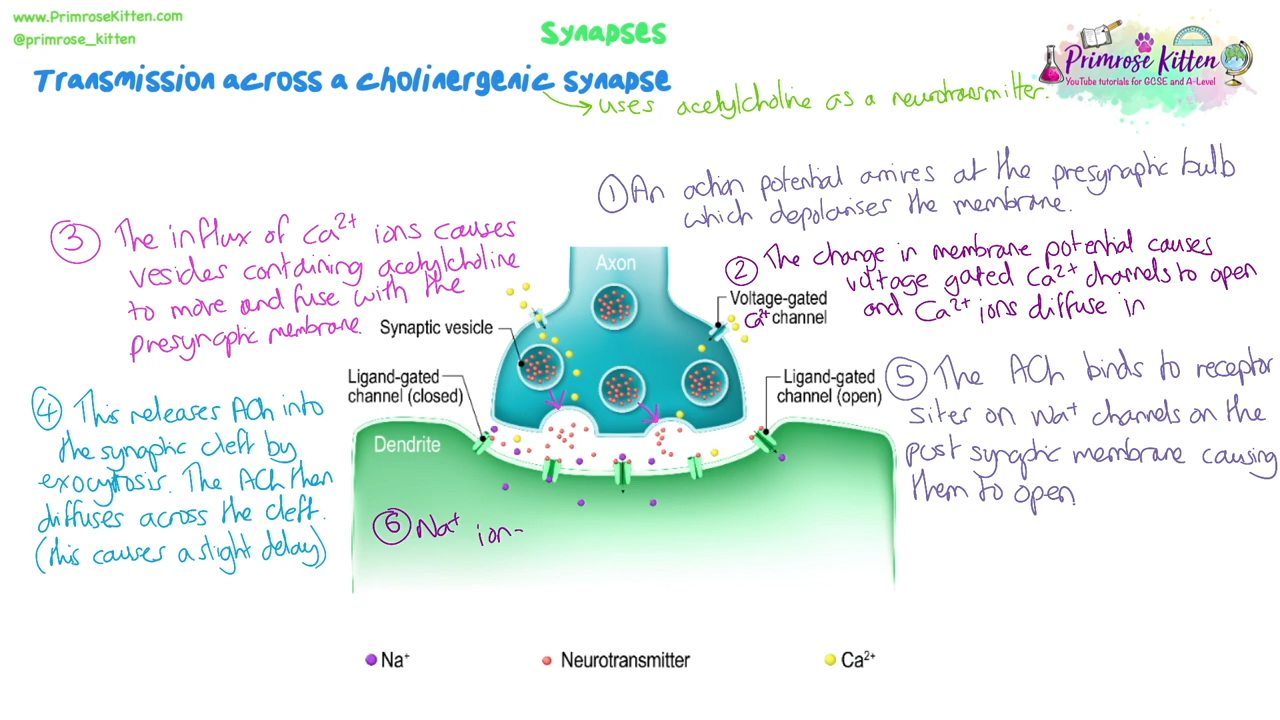 www.PrimroseKitten.com
@primrose_kitten
Synapses
Primrose Kitten
YouTube tutorials for GCSE and A-Level
Transmission across a cholinergenic synapse
→ uses acetylcholine as a neurotransmitter.
① An action potential arrives at the presynaptic bulb
which depolarises the membrane.
② The change in membrane potential causes
voltage gated Ca²⁺ channels to open
and Ca²⁺ ions diffuse in
③ The influx of Ca²⁺ ions causes
vesicles containing acetylcholine
to move and fuse with the
presynaptic membrane.
Axon
Voltage-gated
Ca²⁺ channel
Synaptic vesicle
Ligand-gated
channel (closed)
Ligand-gated
channel (open)
Dendrite
④ This releases ACh into
the synaptic cleft by
exocytosis. The ACh then
diffuses across the cleft.
(this causes a slight delay)
⑤ The ACh binds to receptor
sites on Na⁺ channels on the
post synaptic membrane causing
them to open.
⑥ Na⁺ ion
Na⁺
Neurotransmitter
Ca²⁺